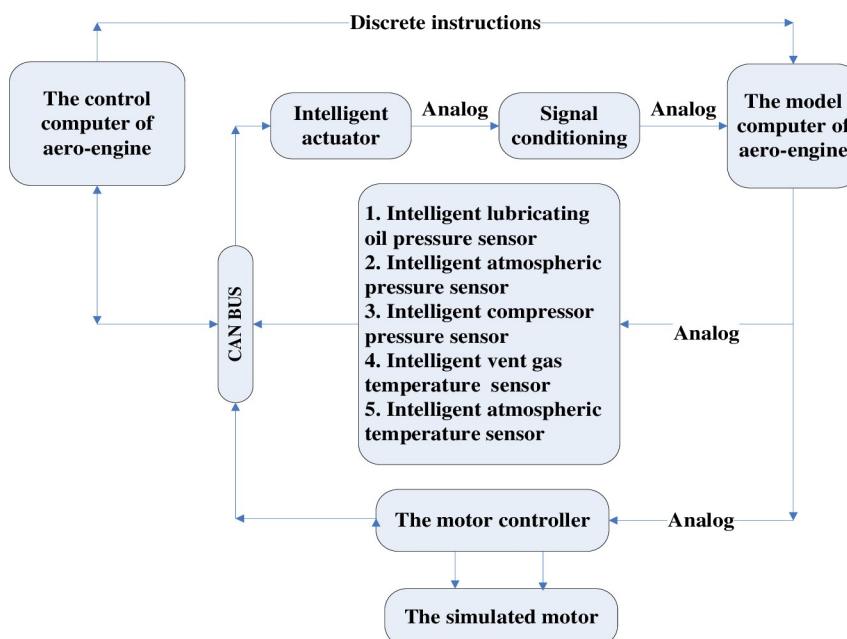 Discrete instructions
The control
computer of
aero-engine
Intelligent
actuator
Analog
Signal
conditioning
Analog
The model
computer of
aero-engine
CAN BUS
1. Intelligent lubricating
oil pressure sensor
2. Intelligent atmospheric
pressure sensor
3. Intelligent compressor
pressure sensor
4. Intelligent vent gas
temperature sensor
5. Intelligent atmospheric
temperature sensor
Analog
The motor controller
Analog
The simulated motor